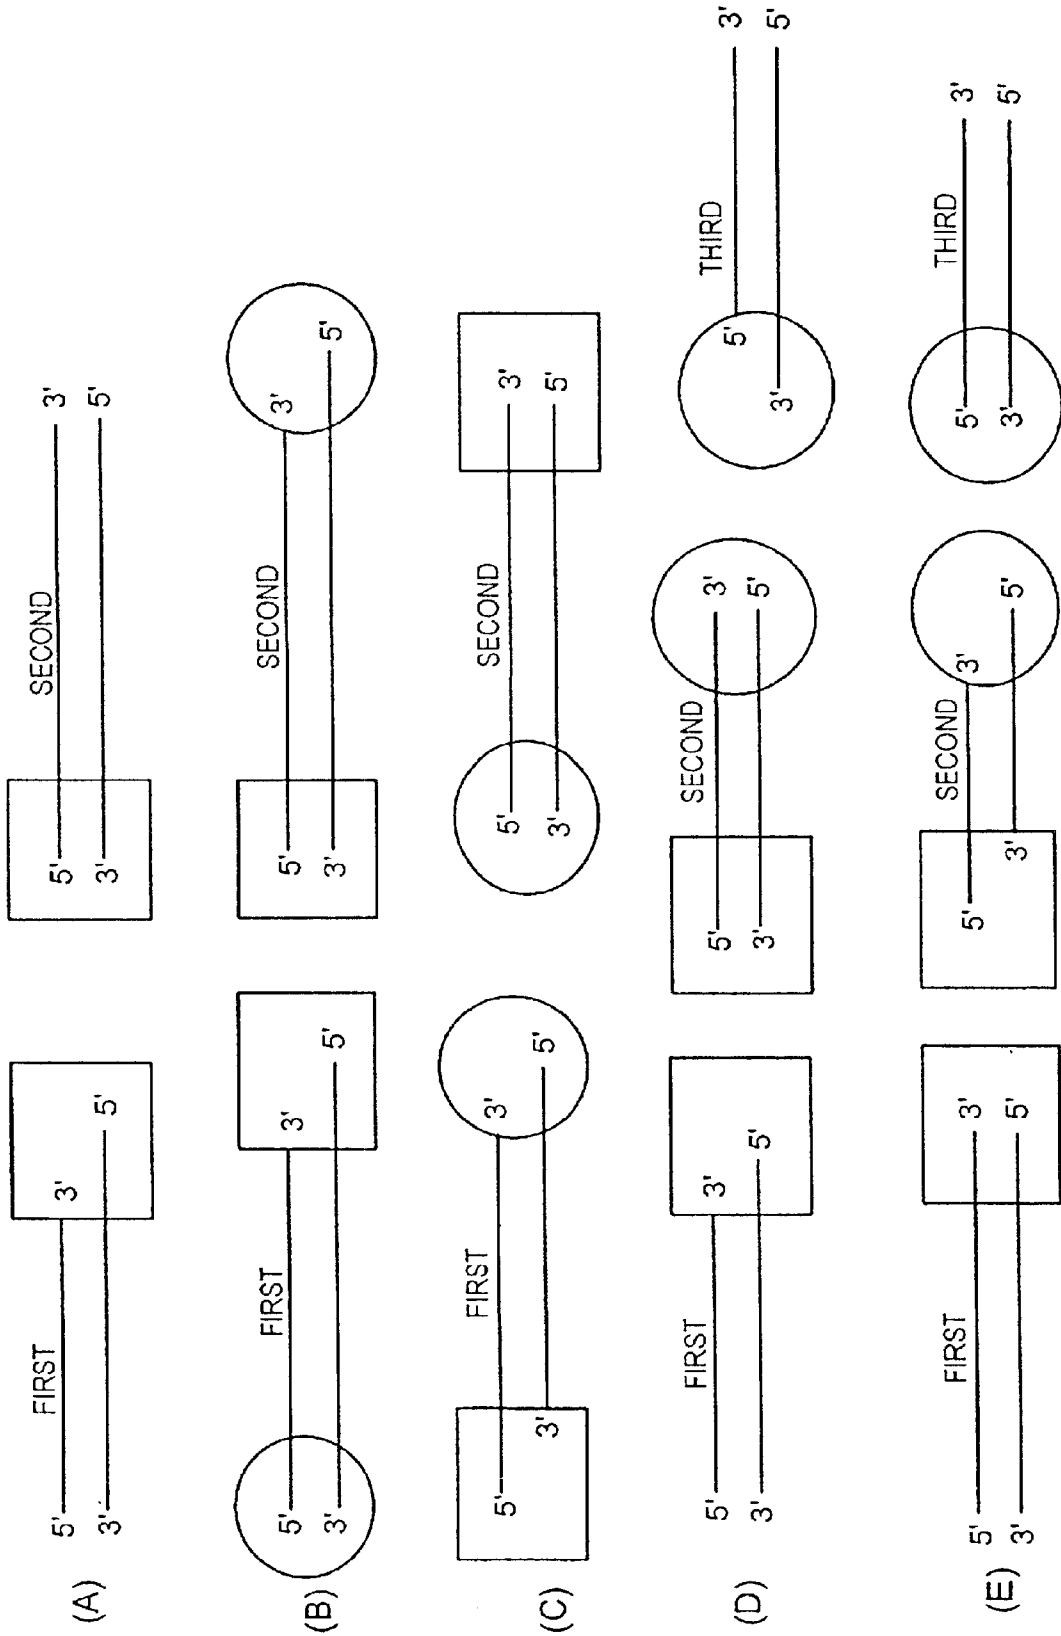 FIRST SECOND
5' 3' 5' 3'
(A) 3' 5' 3' 5'
FIRST SECOND
5' 3' 5' 3'
(B) 3' 5' 3' 5'
FIRST SECOND
5' 3' 5' 3'
(C) 3' 5' 3' 5'
FIRST SECOND THIRD
5' 3' 5' 3' 5' 3'
(D) 3' 5' 3' 5' 3' 5'
FIRST SECOND THIRD
5' 3' 5' 3' 5' 3'
(E) 3' 5' 3' 5' 3' 5'